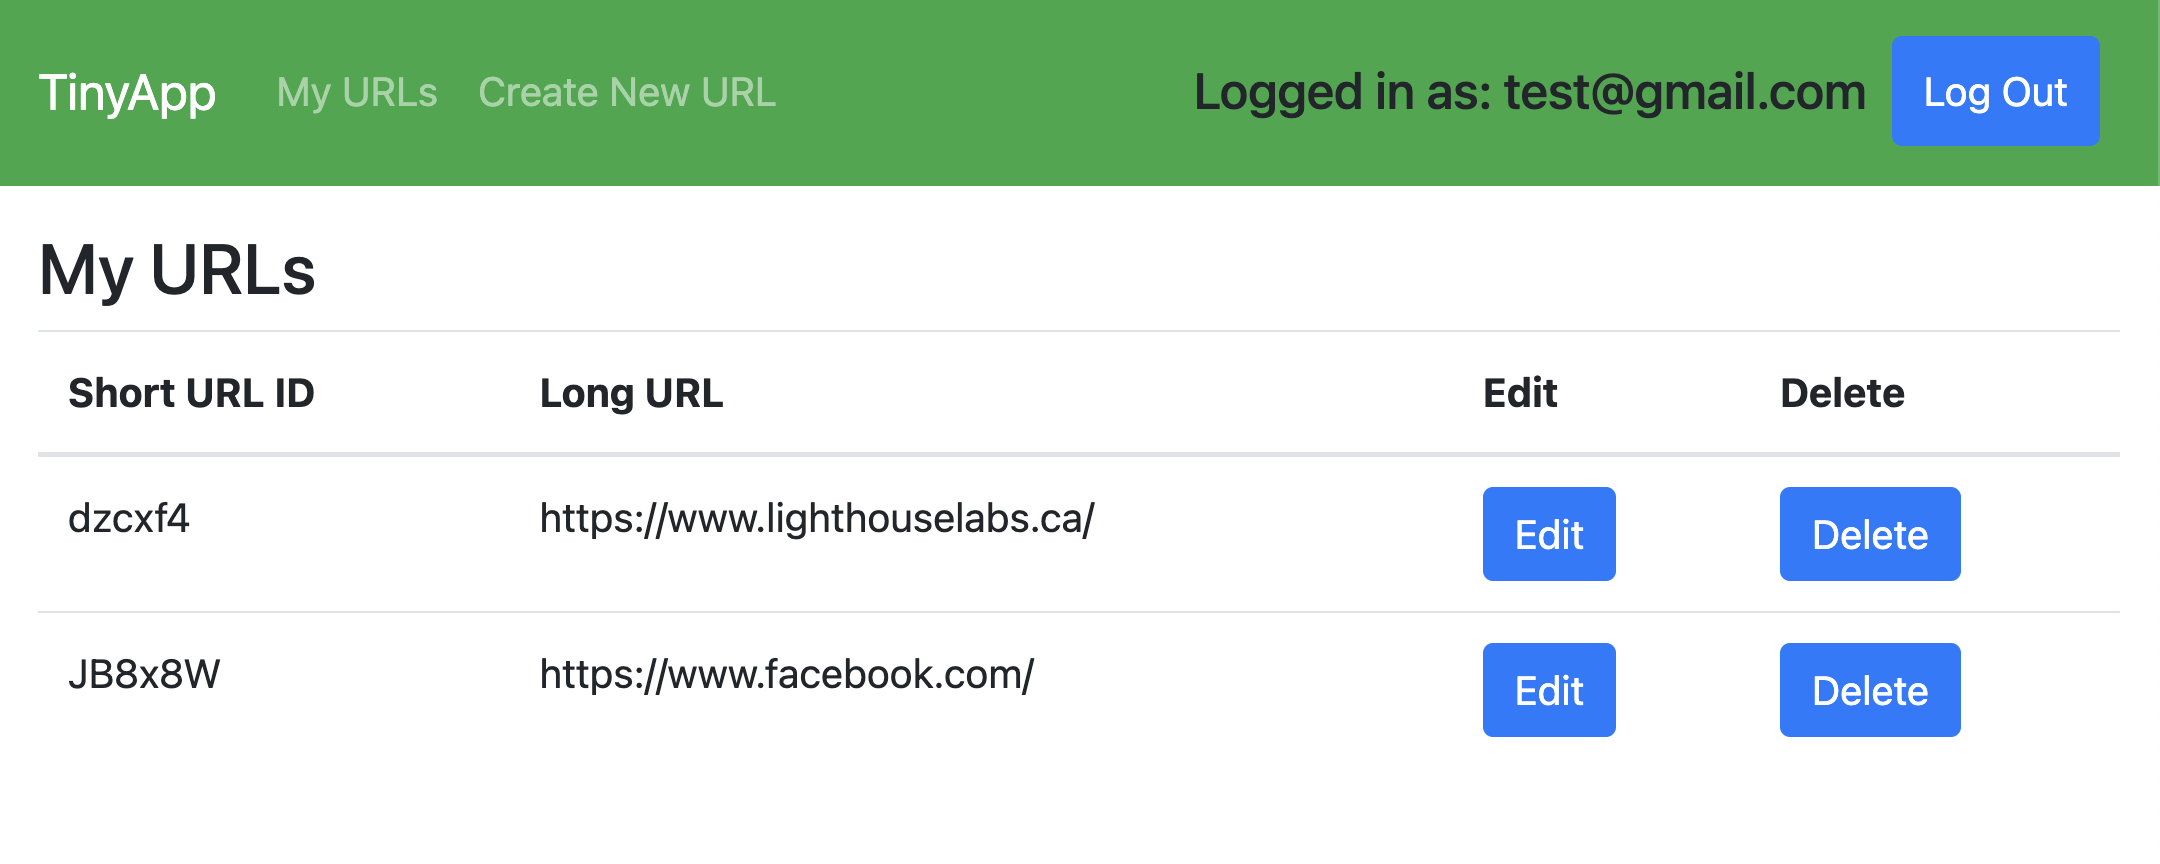 TinyApp My URLs Create New URL Logged in as: test@gmail.com Log Out
My URLs
Short URL ID Long URL Edit Delete
dzcxf4 https://www.lighthouselabs.ca/ Edit Delete
JB8x8W https://www.facebook.com/ Edit Delete